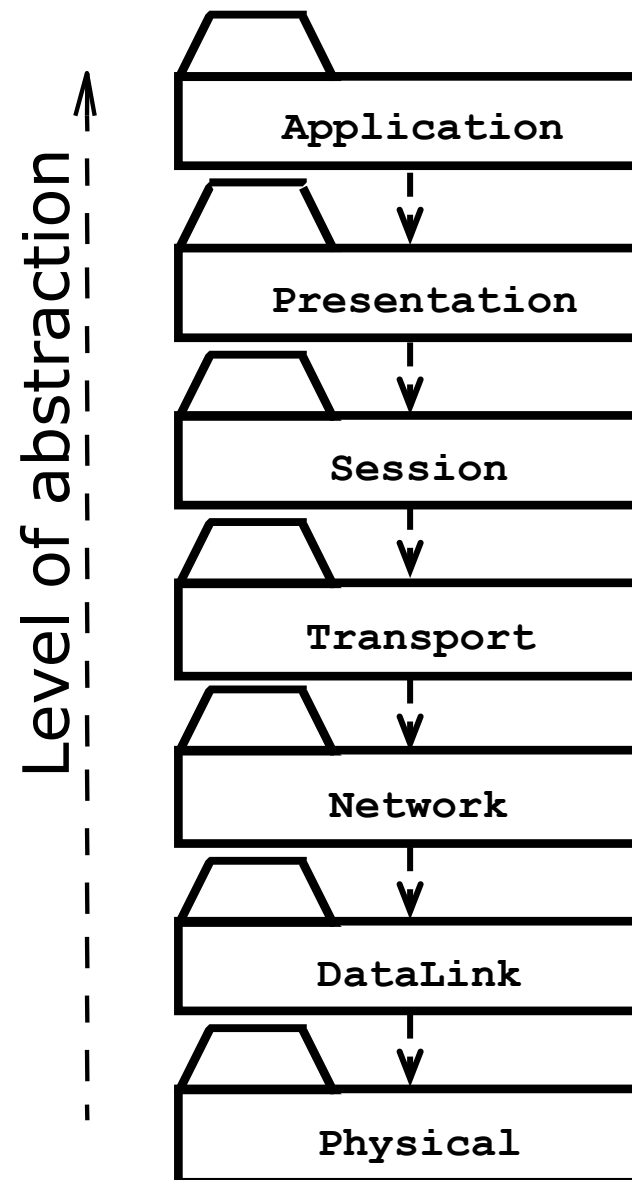 Level of abstraction
Application
Presentation
Session
Transport
Network
DataLink
Physical